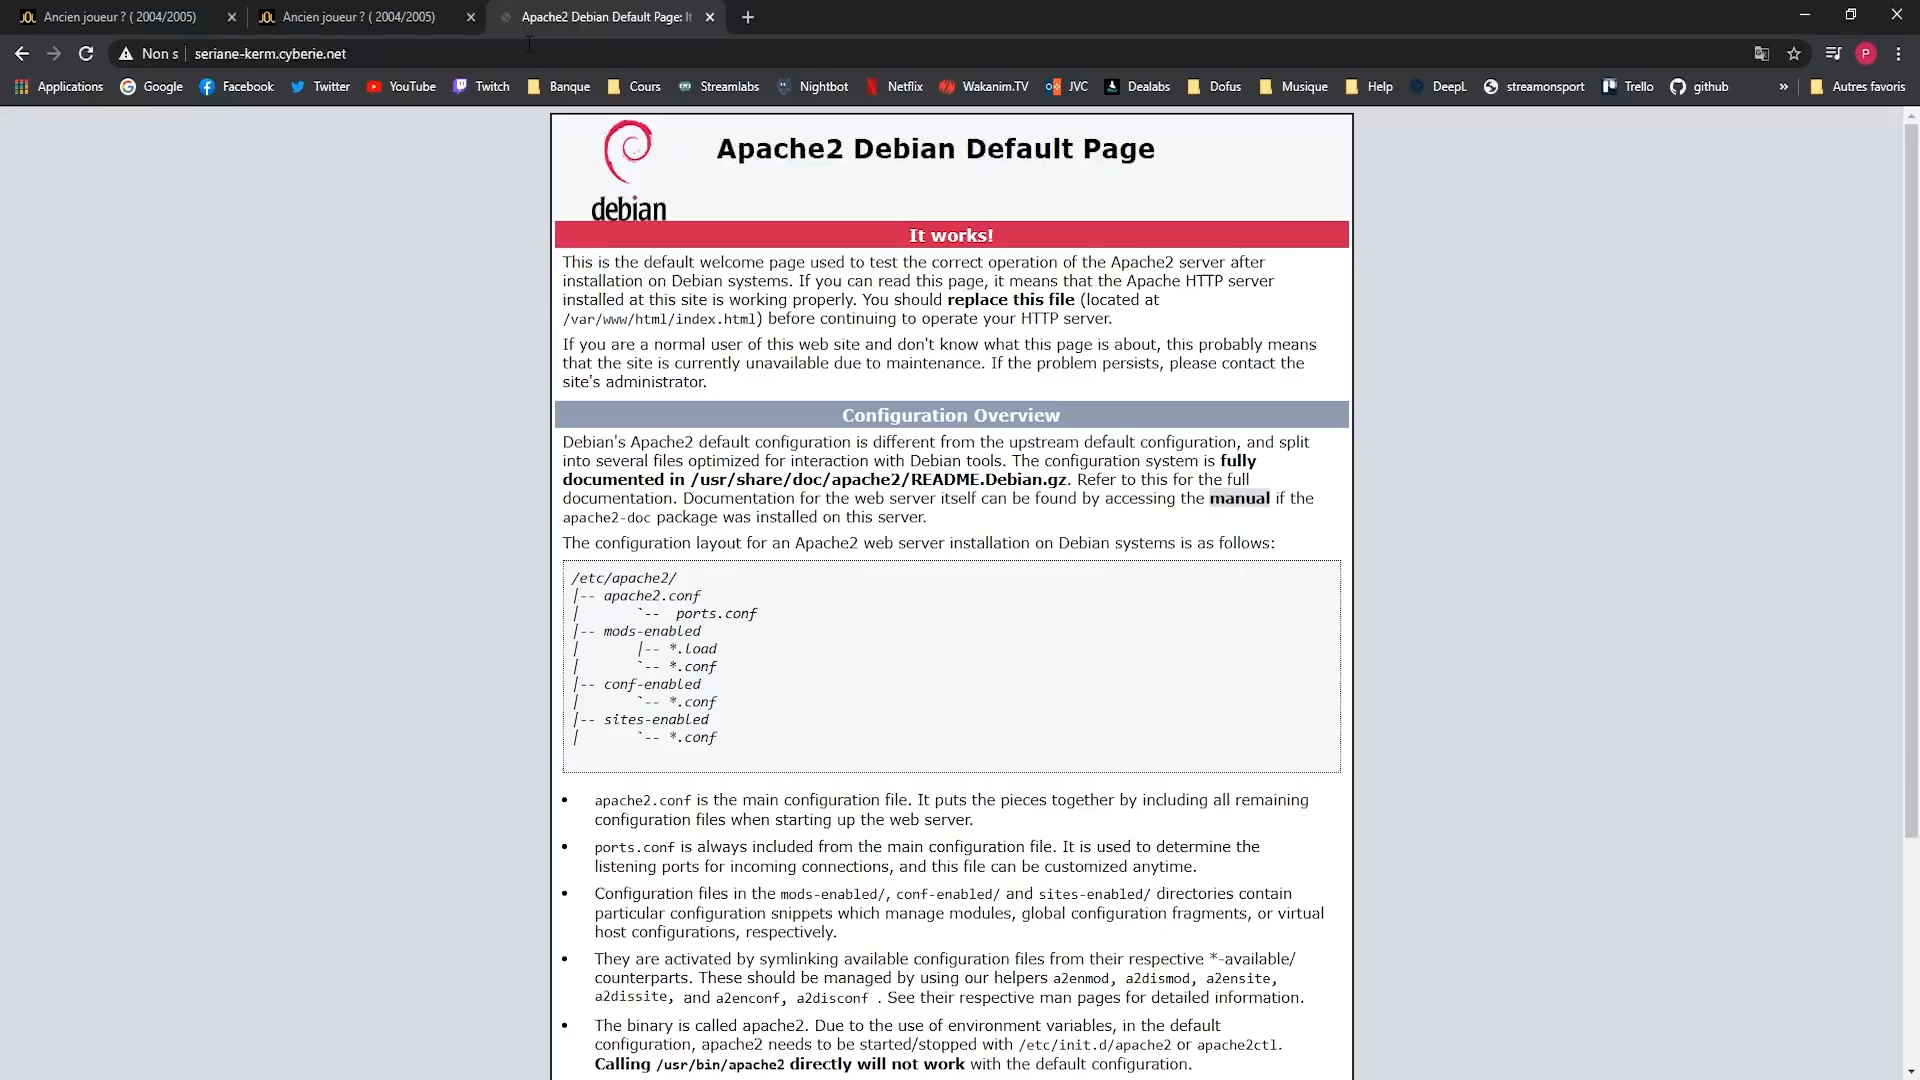 Ancien joueur ? ( 2004/2005)
Ancien joueur ? ( 2004/2005)
Apache2 Debian Default Page: It
Non s
seriane-kerm.cyberie.net
P
Applications
Google
Facebook
Twitter
YouTube
Twitch
Banque
Cours
Streamlabs
Nightbot
Netflix
Wakanim.TV
JVC
Dealabs
Dofus
Musique
Help
DeepL
streamonsport
Trello
github
»
Autres favoris
debian
Apache2 Debian Default Page
It works!
This is the default welcome page used to test the correct operation of the Apache2 server after
installation on Debian systems. If you can read this page, it means that the Apache HTTP server
installed at this site is working properly. You should replace this file (located at
/var/www/html/index.html) before continuing to operate your HTTP server.
If you are a normal user of this web site and don't know what this page is about, this probably means
that the site is currently unavailable due to maintenance. If the problem persists, please contact the
site's administrator.
Configuration Overview
Debian's Apache2 default configuration is different from the upstream default configuration, and split
into several files optimized for interaction with Debian tools. The configuration system is fully
documented in /usr/share/doc/apache2/README.Debian.gz. Refer to this for the full
documentation. Documentation for the web server itself can be found by accessing the manual if the
apache2-doc package was installed on this server.
The configuration layout for an Apache2 web server installation on Debian systems is as follows:
/etc/apache2/
|-- apache2.conf
|       `--  ports.conf
|-- mods-enabled
|       |-- *.load
|       `-- *.conf
|-- conf-enabled
|       `-- *.conf
|-- sites-enabled
|       `-- *.conf
• apache2.conf is the main configuration file. It puts the pieces together by including all remaining
configuration files when starting up the web server.
• ports.conf is always included from the main configuration file. It is used to determine the
listening ports for incoming connections, and this file can be customized anytime.
• Configuration files in the mods-enabled/, conf-enabled/ and sites-enabled/ directories contain
particular configuration snippets which manage modules, global configuration fragments, or virtual
host configurations, respectively.
• They are activated by symlinking available configuration files from their respective *-available/
counterparts. These should be managed by using our helpers a2enmod, a2dismod, a2ensite,
a2dissite, and a2enconf, a2disconf . See their respective man pages for detailed information.
• The binary is called apache2. Due to the use of environment variables, in the default
configuration, apache2 needs to be started/stopped with /etc/init.d/apache2 or apache2ctl.
Calling /usr/bin/apache2 directly will not work with the default configuration.